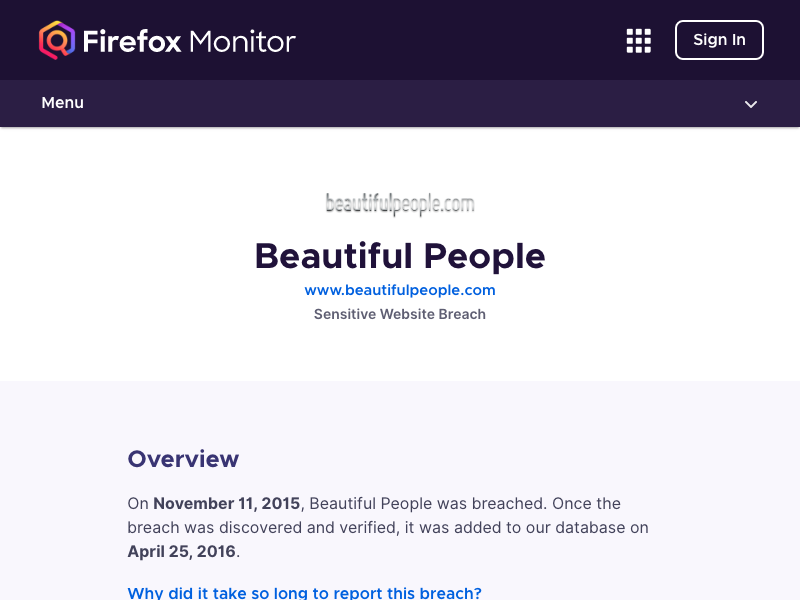 Firefox Monitor
Sign In
Menu
beautifulpeople.com
Beautiful People
www.beautifulpeople.com
Sensitive Website Breach
Overview
On November 11, 2015, Beautiful People was breached. Once the
breach was discovered and verified, it was added to our database on
April 25, 2016.
Why did it take so long to report this breach?